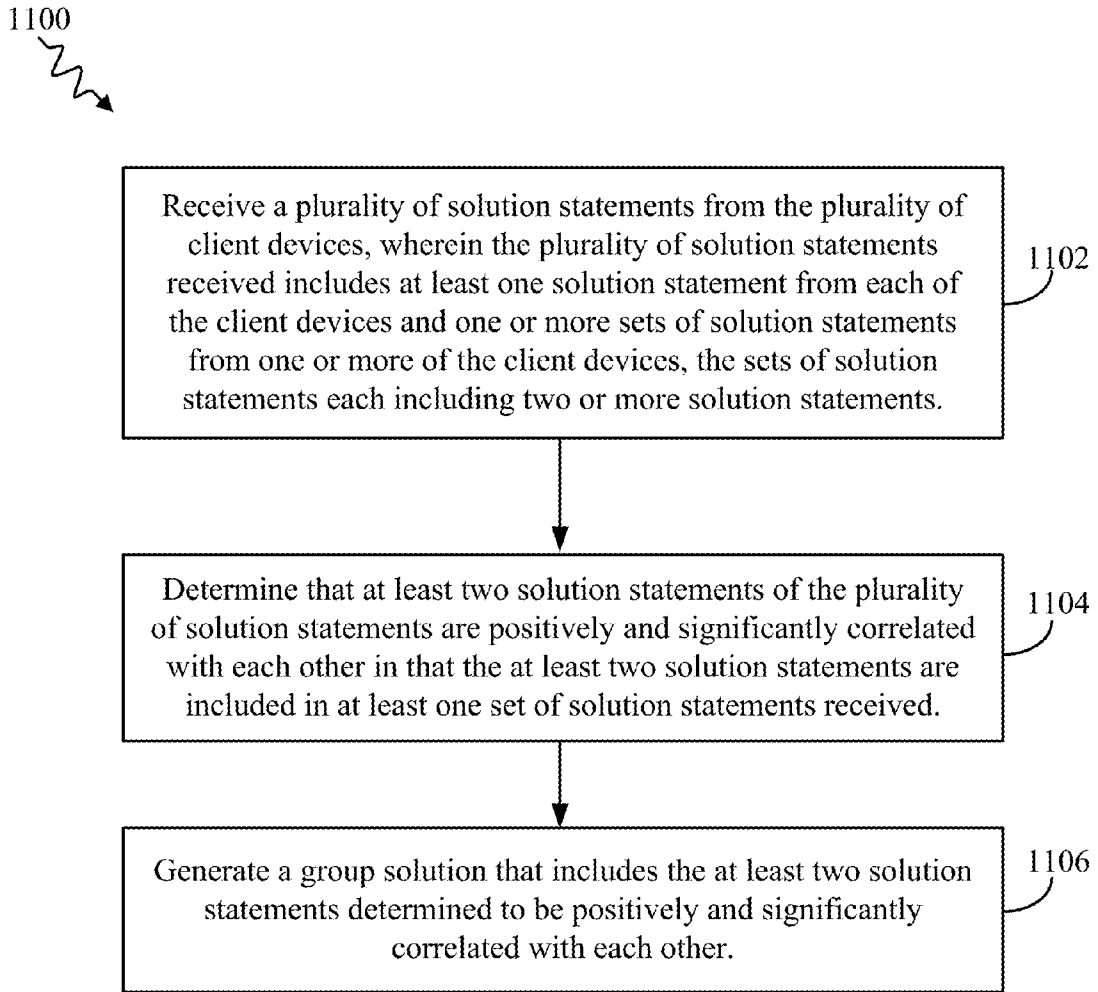 1100
Receive a plurality of solution statements from the plurality of
client devices, wherein the plurality of solution statements
received includes at least one solution statement from each of
the client devices and one or more sets of solution statements
from one or more of the client devices, the sets of solution
statements each including two or more solution statements.
1102
Determine that at least two solution statements of the plurality
of solution statements are positively and significantly correlated
with each other in that the at least two solution statements are
included in at least one set of solution statements received.
1104
Generate a group solution that includes the at least two solution
statements determined to be positively and significantly
correlated with each other.
1106